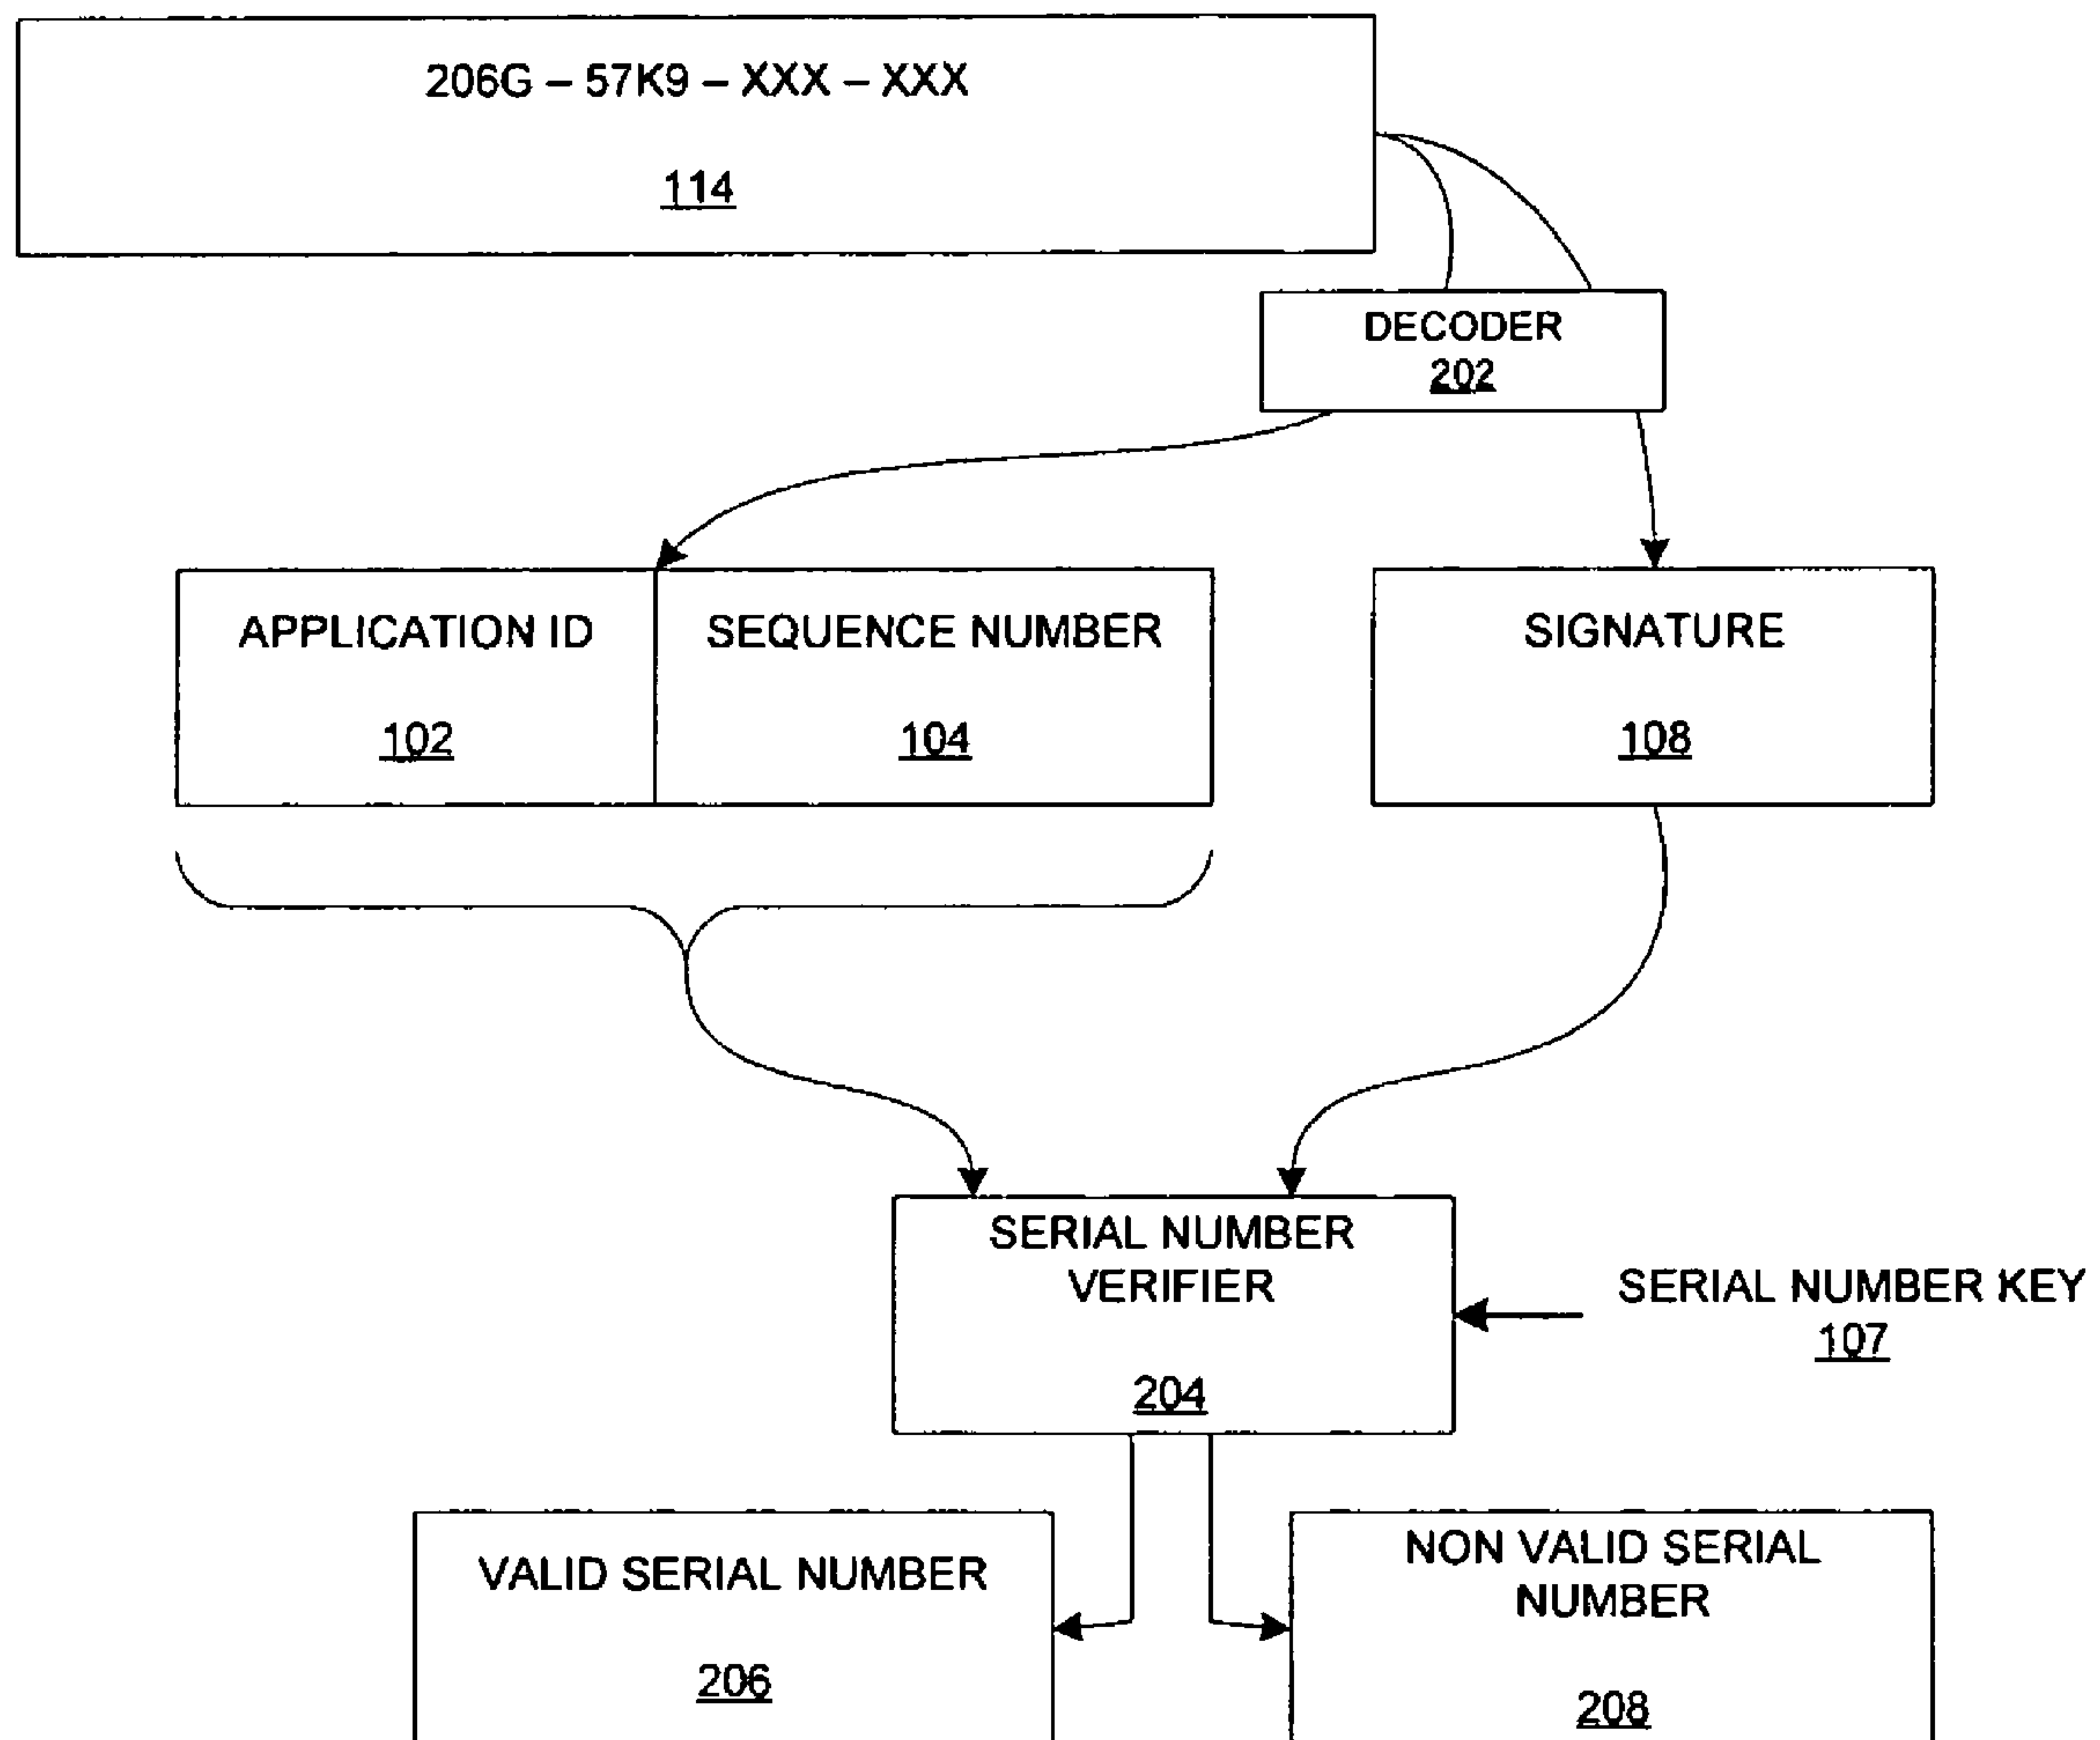 206G – 57K9 – XXX – XXX
114
DECODER
202
APPLICATION ID
102
SEQUENCE NUMBER
104
SIGNATURE
108
SERIAL NUMBER
VERIFIER
204
SERIAL NUMBER KEY
107
VALID SERIAL NUMBER
206
NON VALID SERIAL
NUMBER
208